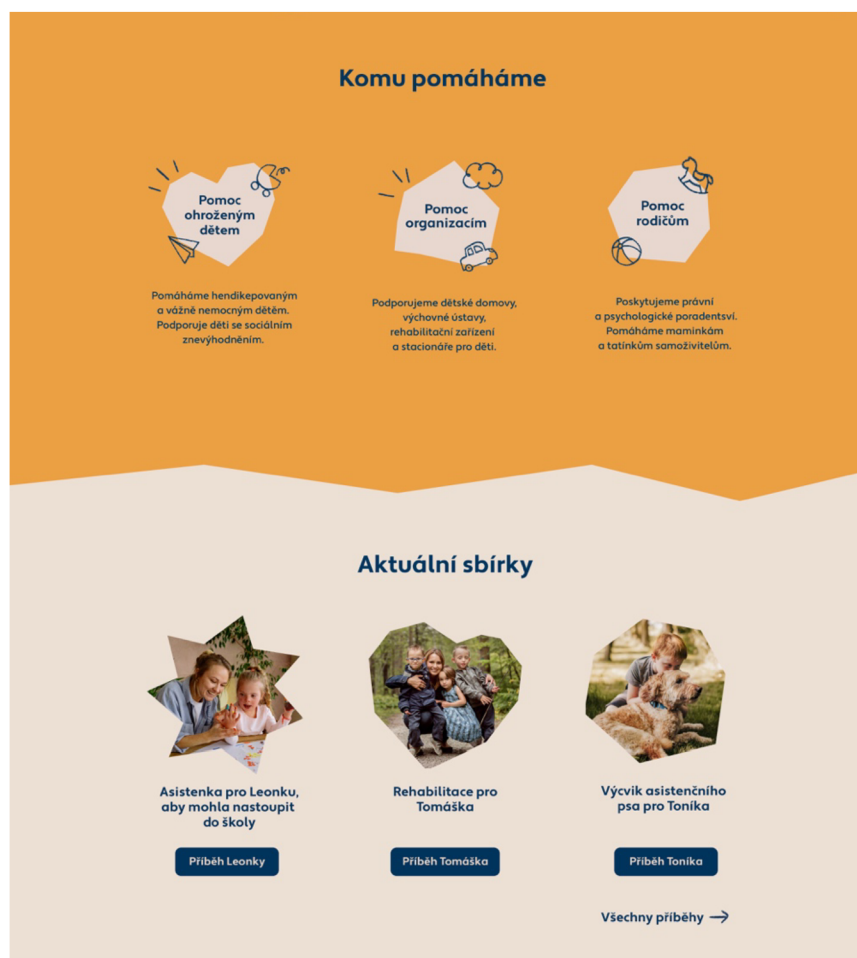 Komu pomáháme
Pomoc
ohroženým
dětem
Pomoc
organizacím
Pomoc
rodičům
Pomáháme hendikepovaným
a vážně nemocným dětěm.
Podporuje děti se sociálním
znevýhodněním.
Podporujeme dětské domovy,
výchovné ústavy,
rehabilitační zařízení
a stacionáře pro děti.
Poskytujeme právní
a psychologické poradentsví.
Pomáháme maminkám
a tatínkům samoživitelům.
Aktuální sbírky
Asistenka pro Leonku,
aby mohla nastoupit
do školy
Rehabilitace pro
Tomáška
Výcvik asistenčního
psa pro Toníka
Příběh Leonky
Příběh Tomáška
Příběh Toníka
Všechny příběhy